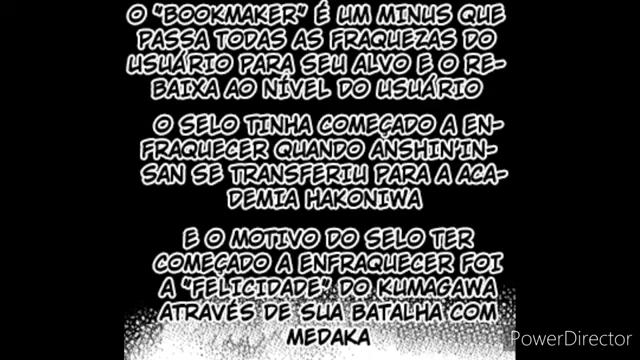 O "BOOKMAKER" É UM MINUS QUE
PASSA TODAS AS FRAQUEZAS DO
USUÁRIO PARA SEU ALVO E O RE-
BAIXA AO NÍVEL DO USUÁRIO
O SELO TINHA COMEÇADO A EN-
FRAQUECER QUANDO ANSHIN'IN-
SAN SE TRANSFERIU PARA A ACA-
DEMIA HAKONIWA
E O MOTIVO DO SELO TER
COMEÇADO A ENFRAQUECER FOI
A "FELICIDADE" DO KUMAGAWA
ATRAVÉS DE SUA BATALHA COM
MEDAKA
PowerDirector